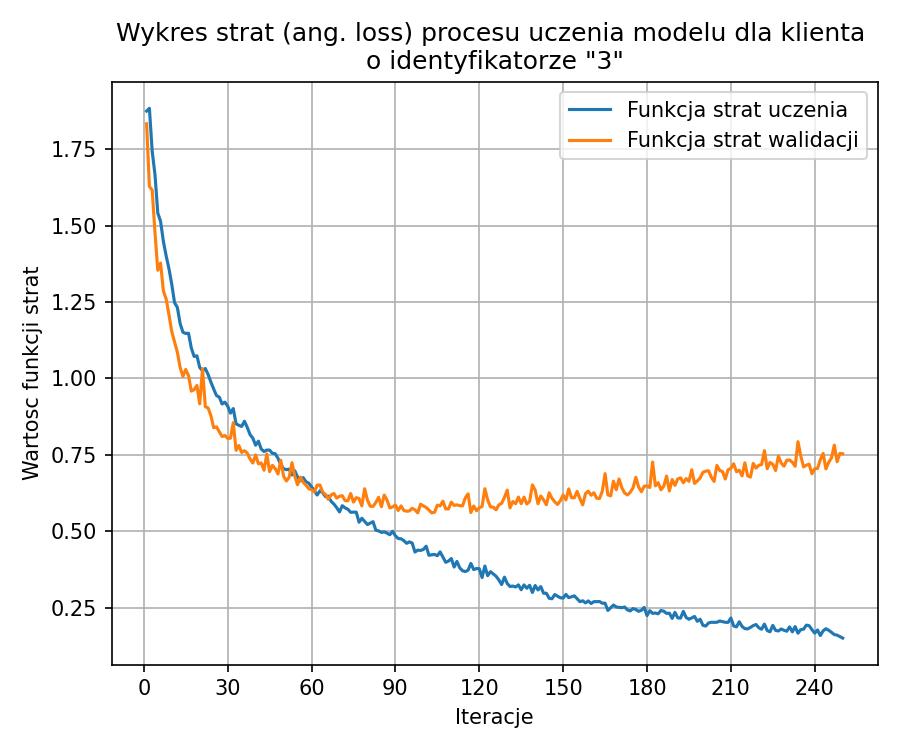 Wykres strat (ang. loss) procesu uczenia modelu dla klienta
o identyfikatorze "3"
Funkcja strat uczenia
Funkcja strat walidacji
Wartosc funkcji strat
1.75
1.50
1.25
1.00
0.75
0.50
0.25
0 30 60 90 120 150 180 210 240
Iteracje